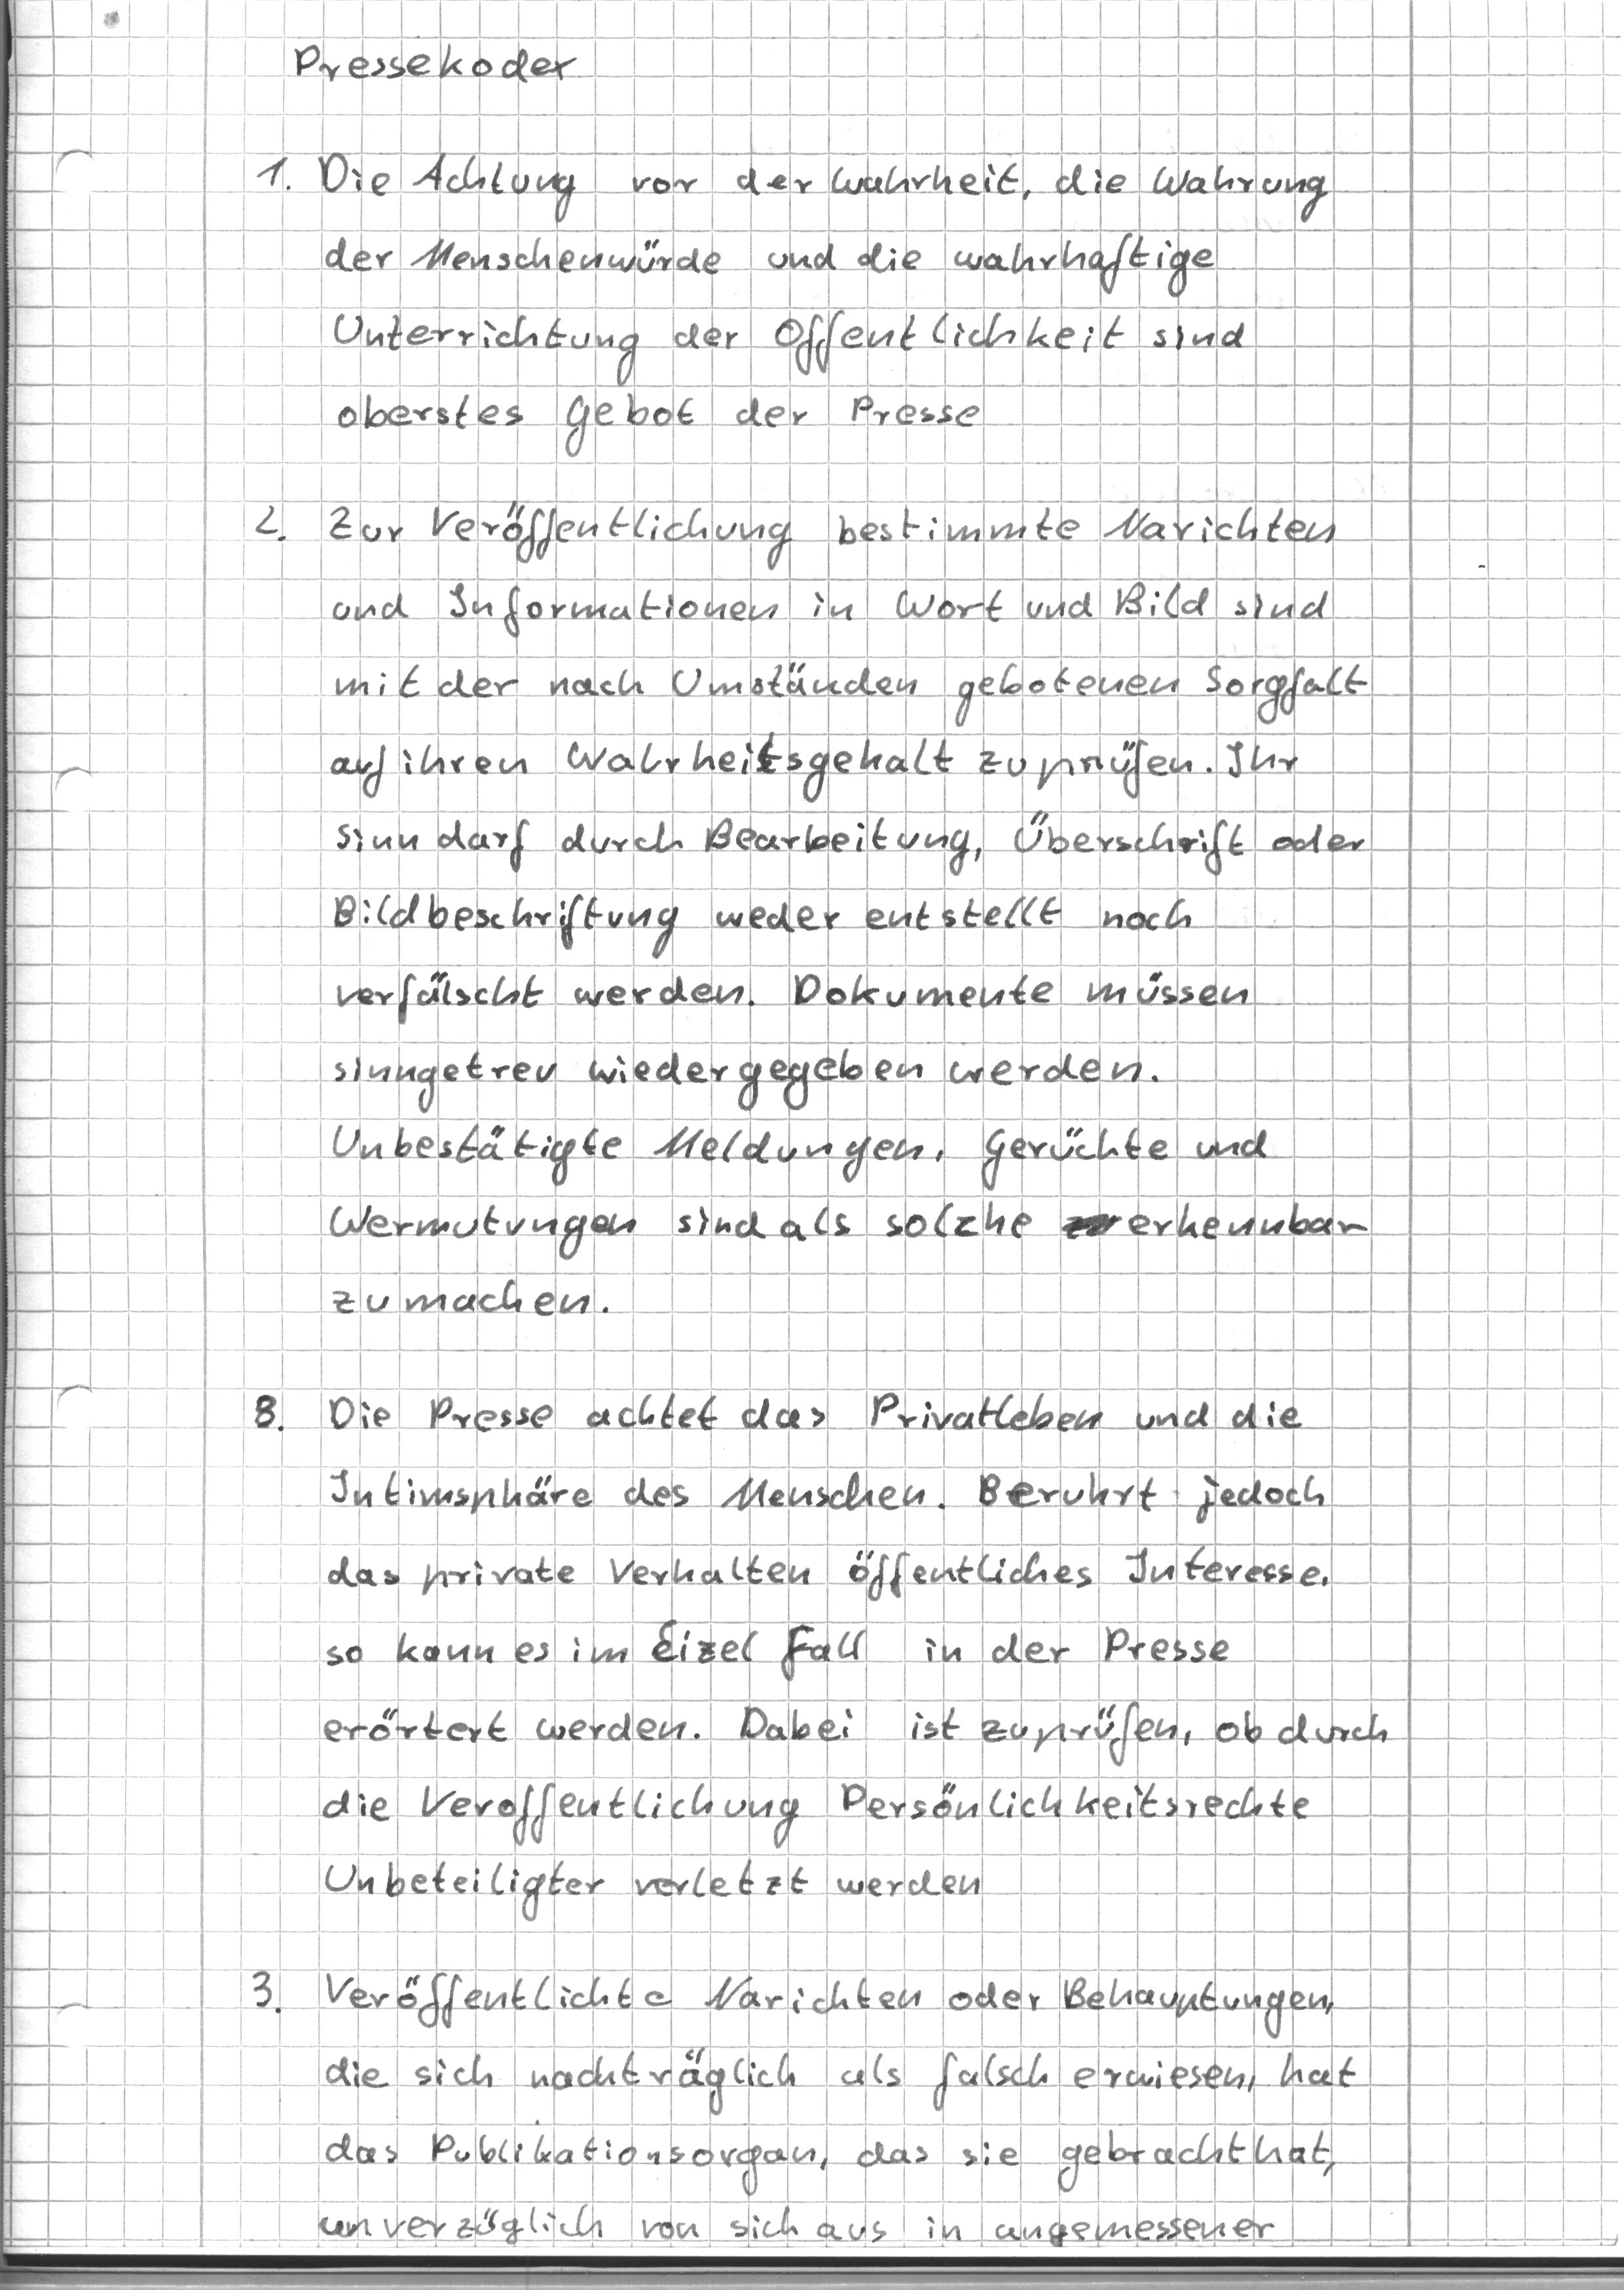 Pressekodex
1. Die Achtung vor der Wahrheit, die Wahrung
der Menschenwürde und die wahrhaftige
Unterrichtung der Offentlichkeit sind
oberstes Gebot der Presse
2. Zur Veröffentlichung bestimmte Narichten
und Informationen in Wort und Bild sind
mit der nach Umständen gebotenen Sorgfalt
auf ihren Wahrheitsgehalt zu prüfen. Ihr
Sinn darf durch Bearbeitung, Überschrift oder
Bildbeschriftung weder entstellt noch
verfälscht werden. Dokumente müssen
sinngetreu wiedergegeben werden.
Unbestätigte Meldungen, Gerüchte und
Wermutungen sind als solche erkennbar
zu machen.
8. Die Presse achtet das Privatleben und die
Intimsphäre des Menschen. Beruhrt jedoch
das private Verhalten öffentliches Interesse,
so kann es im Eizel Fall in der Presse
erörtert werden. Dabei ist zu prüfen, ob durch
die Veroffentlichung Persönlichkeitsrechte
Unbeteiligter verletzt werden
3. Veröffentlichte Narichten oder Behauptungen,
die sich nachträglich als falsch erwiesen, hat
das Publikationsorgan, das sie gebracht hat,
unverzüglich von sich aus in angemessener